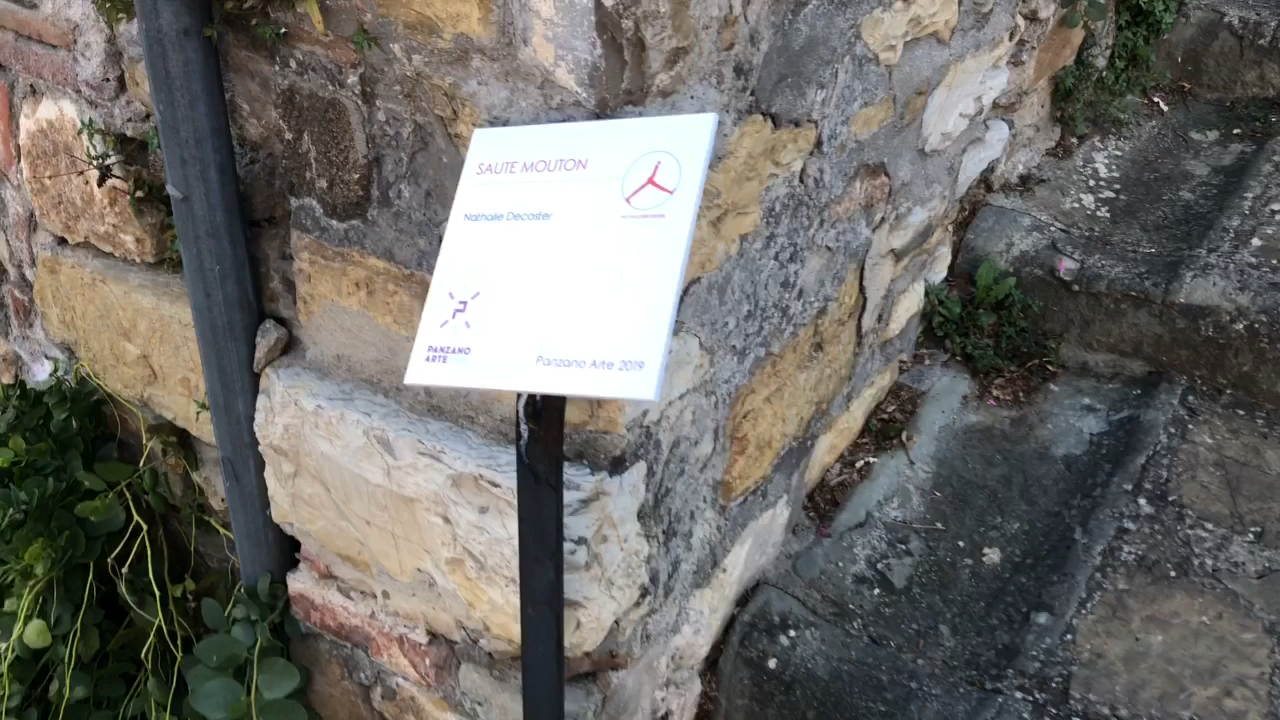 SAUTE MOUTON
Nathalie Decoster
PANZANO
ARTE
Panzano Arte 2019